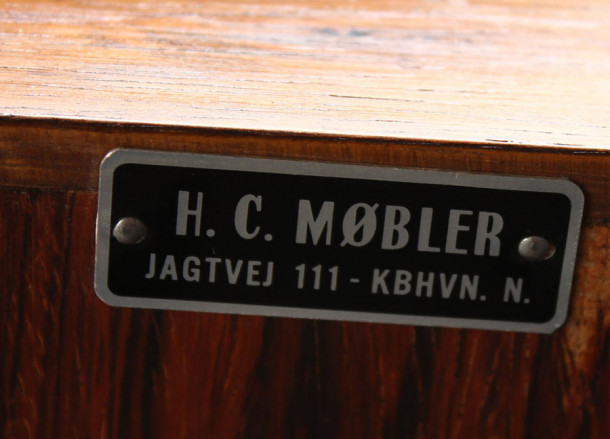 H. C. MØBLER
JAGTVEJ 111 - KBHVN. N.